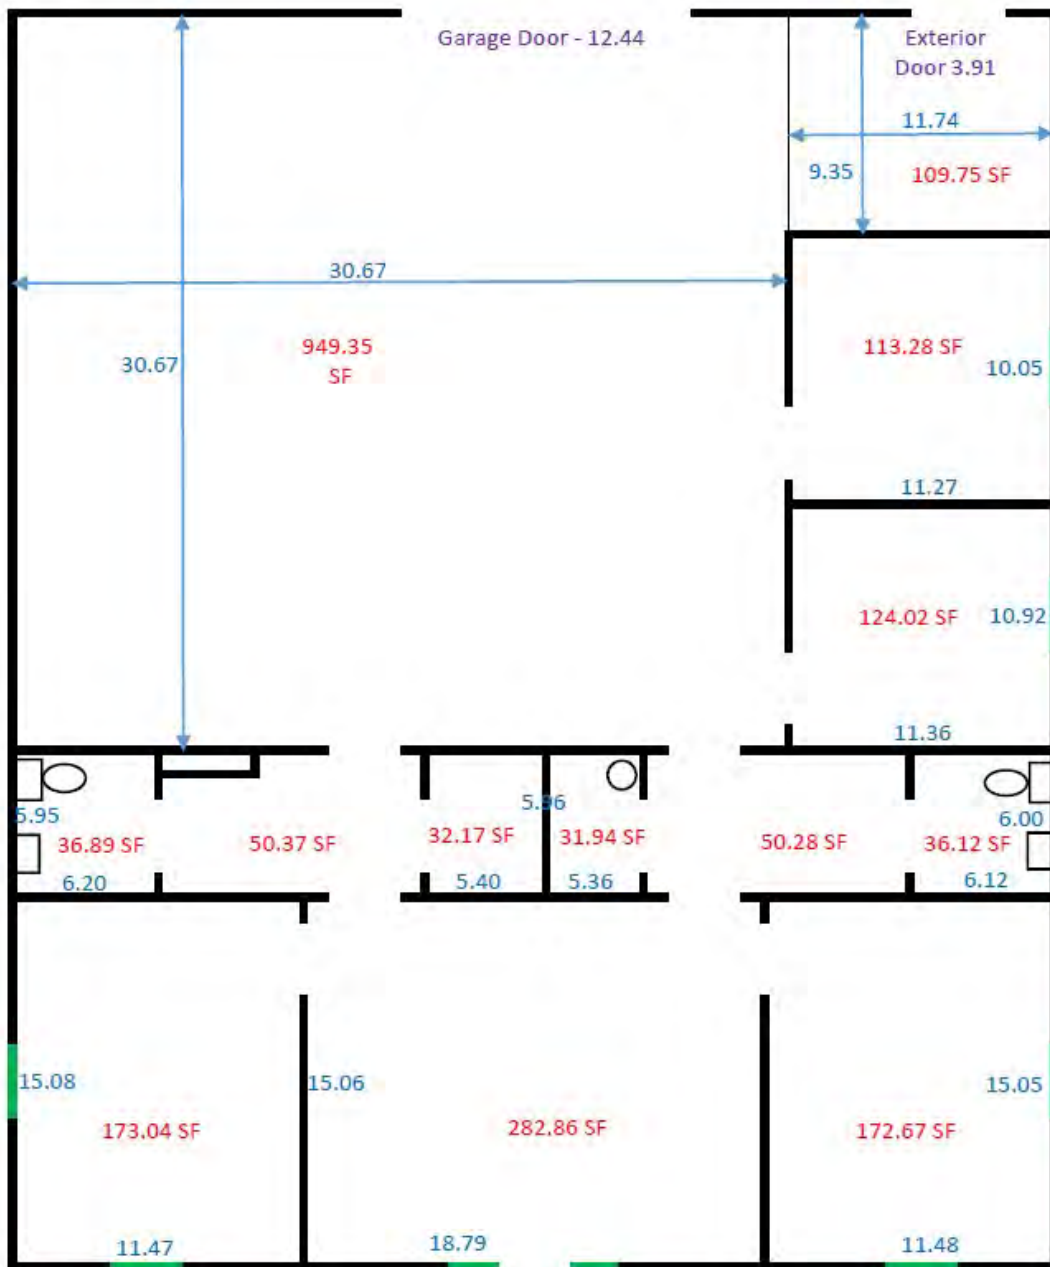 Garage Door - 12.44
Exterior
Door 3.91
11.74
9.35
109.75 SF
30.67
949.35
SF
30.67
113.28 SF
10.05
11.27
124.02 SF
10.92
11.36
5.95
36.89 SF
6.20
50.37 SF
5.96
32.17 SF
31.94 SF
5.40
5.36
50.28 SF
6.00
36.12 SF
6.12
15.08
173.04 SF
11.47
15.06
282.86 SF
18.79
15.05
172.67 SF
11.48